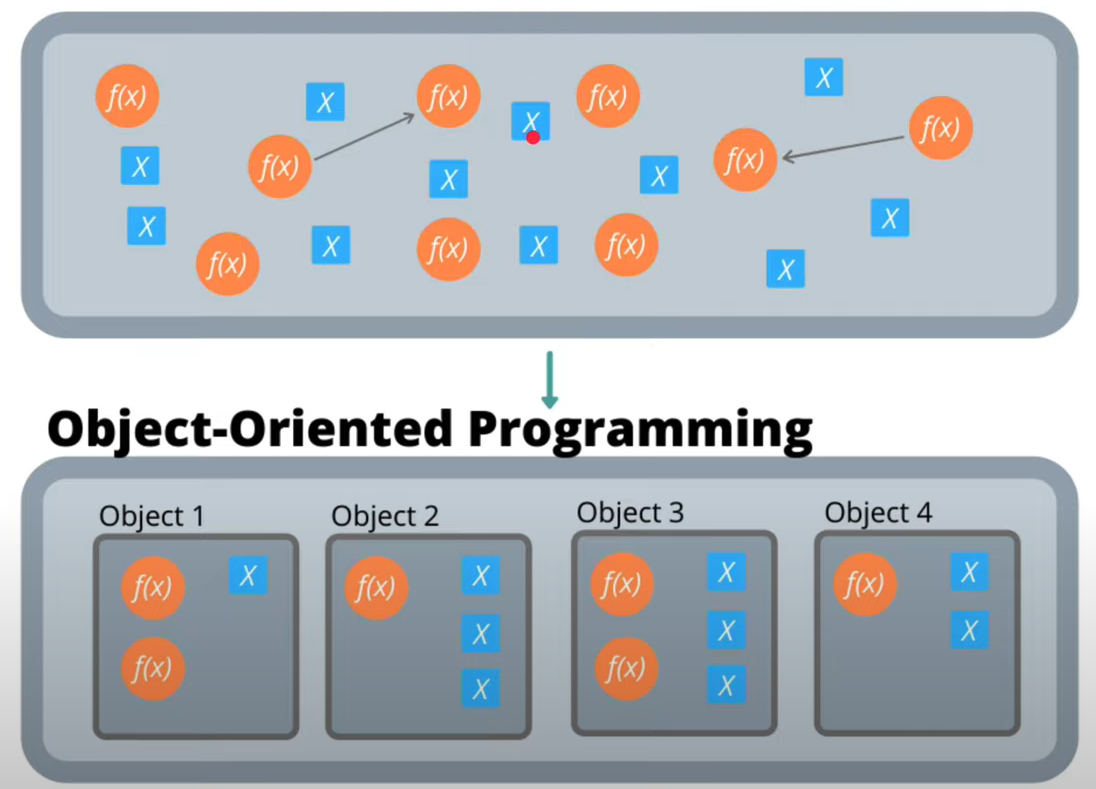 f(x) X f(x) X f(x) X f(x)
X f(x) X X f(x)
X f(x) X f(x) X f(x) X X
Object-Oriented Programming
Object 1 Object 2 Object 3 Object 4
f(x) X f(x) X f(x) X f(x) X
X X X
f(x) X f(x) X